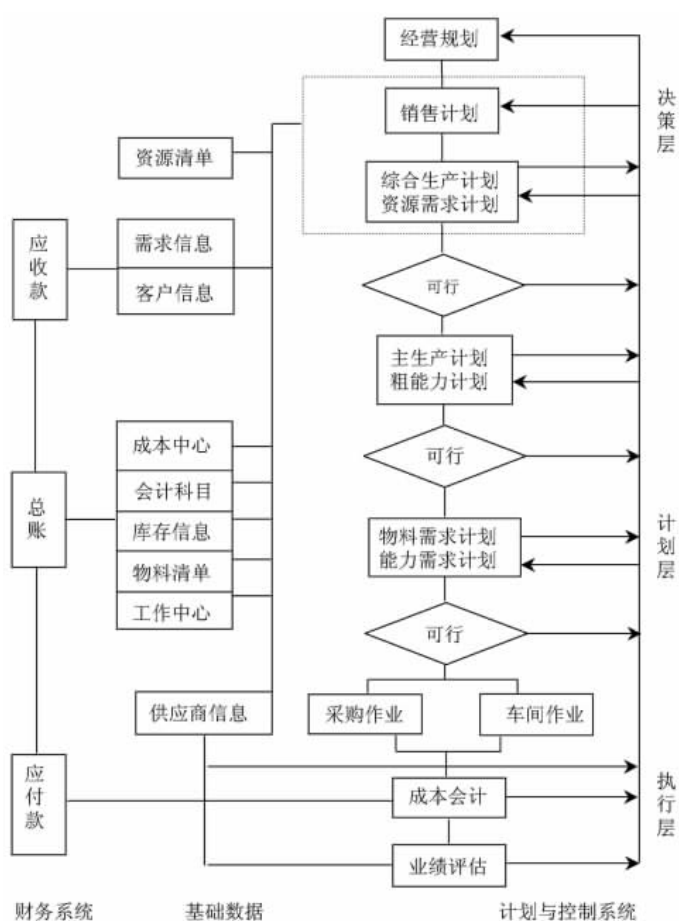 经营规划
销售计划
资源清单
综合生产计划
资源需求计划
决策层
应收款
需求信息
客户信息
可行
主生产计划
粗能力计划
成本中心
可行
会计科目
总账
库存信息
物料需求计划
能力需求计划
计划层
物料清单
工作中心
可行
供应商信息
采购作业
车间作业
应付款
成本会计
执行层
业绩评估
财务系统
基础数据
计划与控制系统